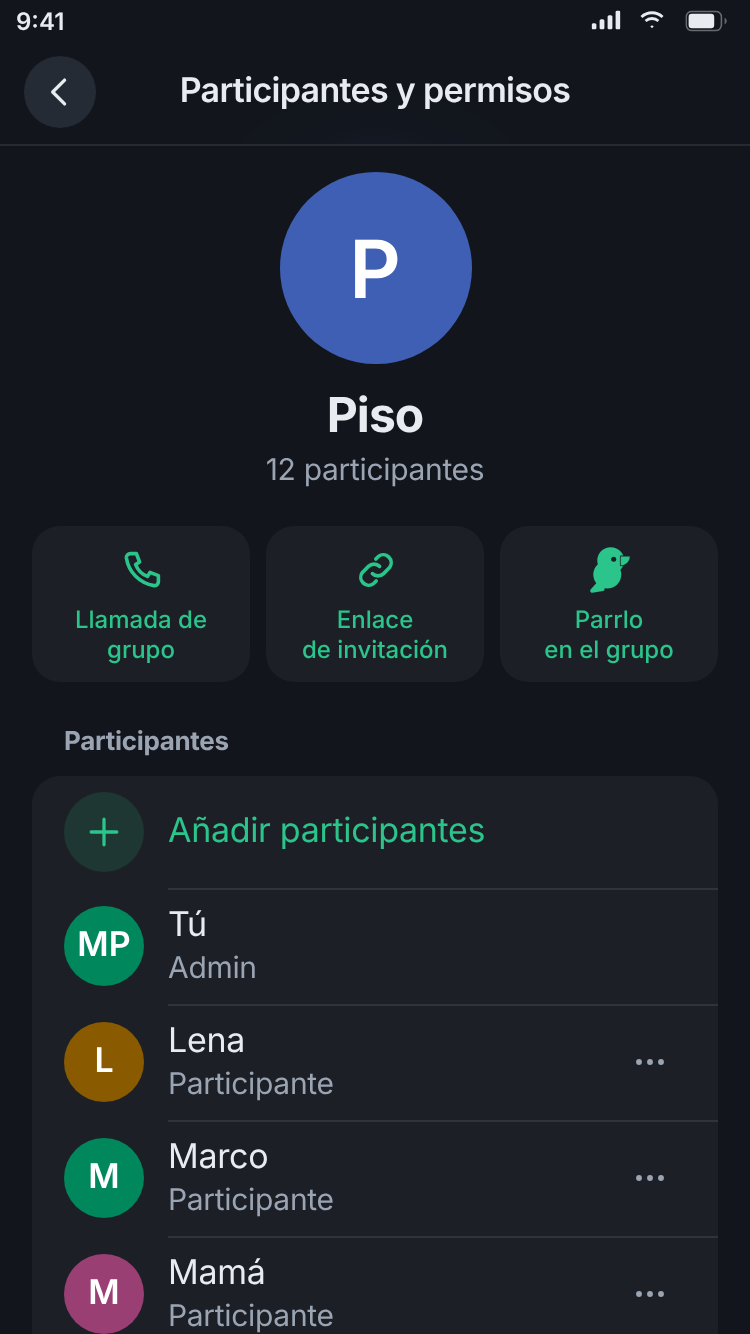 9:41
Participantes y permisos
P
Piso
12 participantes
Llamada de
grupo
Enlace
de invitación
Parrlo
en el grupo
Participantes
Añadir participantes
MP
Tú
Admin
L
Lena
Participante
M
Marco
Participante
M
Mamá
Participante